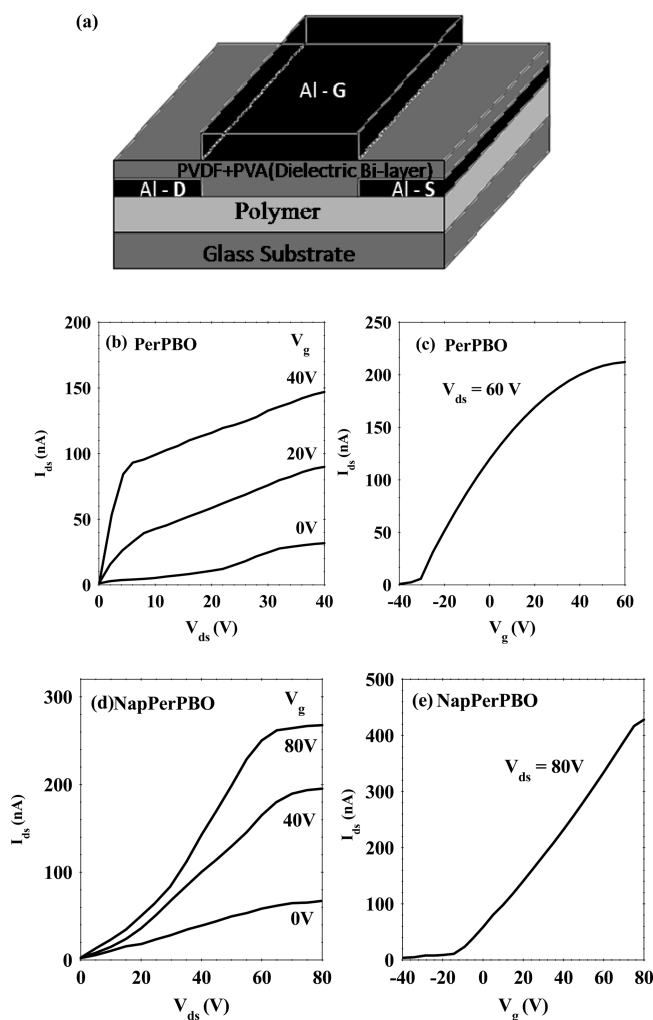 (a)
Al - G
PVDF+PVA(Dielectric Bi-layer)
Al - D
Al - S
Polymer
Glass Substrate
(b) PerPBO
V_g
40V
20V
0V
200
150
100
50
0
I_ds (nA)
0 10 20 30 40
V_ds (V)
(c) PerPBO
V_ds = 60 V
250
200
150
100
50
0
I_ds (nA)
-40 -20 0 20 40 60
V_g (V)
(d)NapPerPBO
V_g
80V
40V
0V
300
200
100
0
I_ds (nA)
0 20 40 60 80
V_ds (V)
(e) NapPerPBO
V_ds = 80V
500
400
300
200
100
0
I_ds (nA)
-40 -20 0 20 40 60 80
V_g (V)